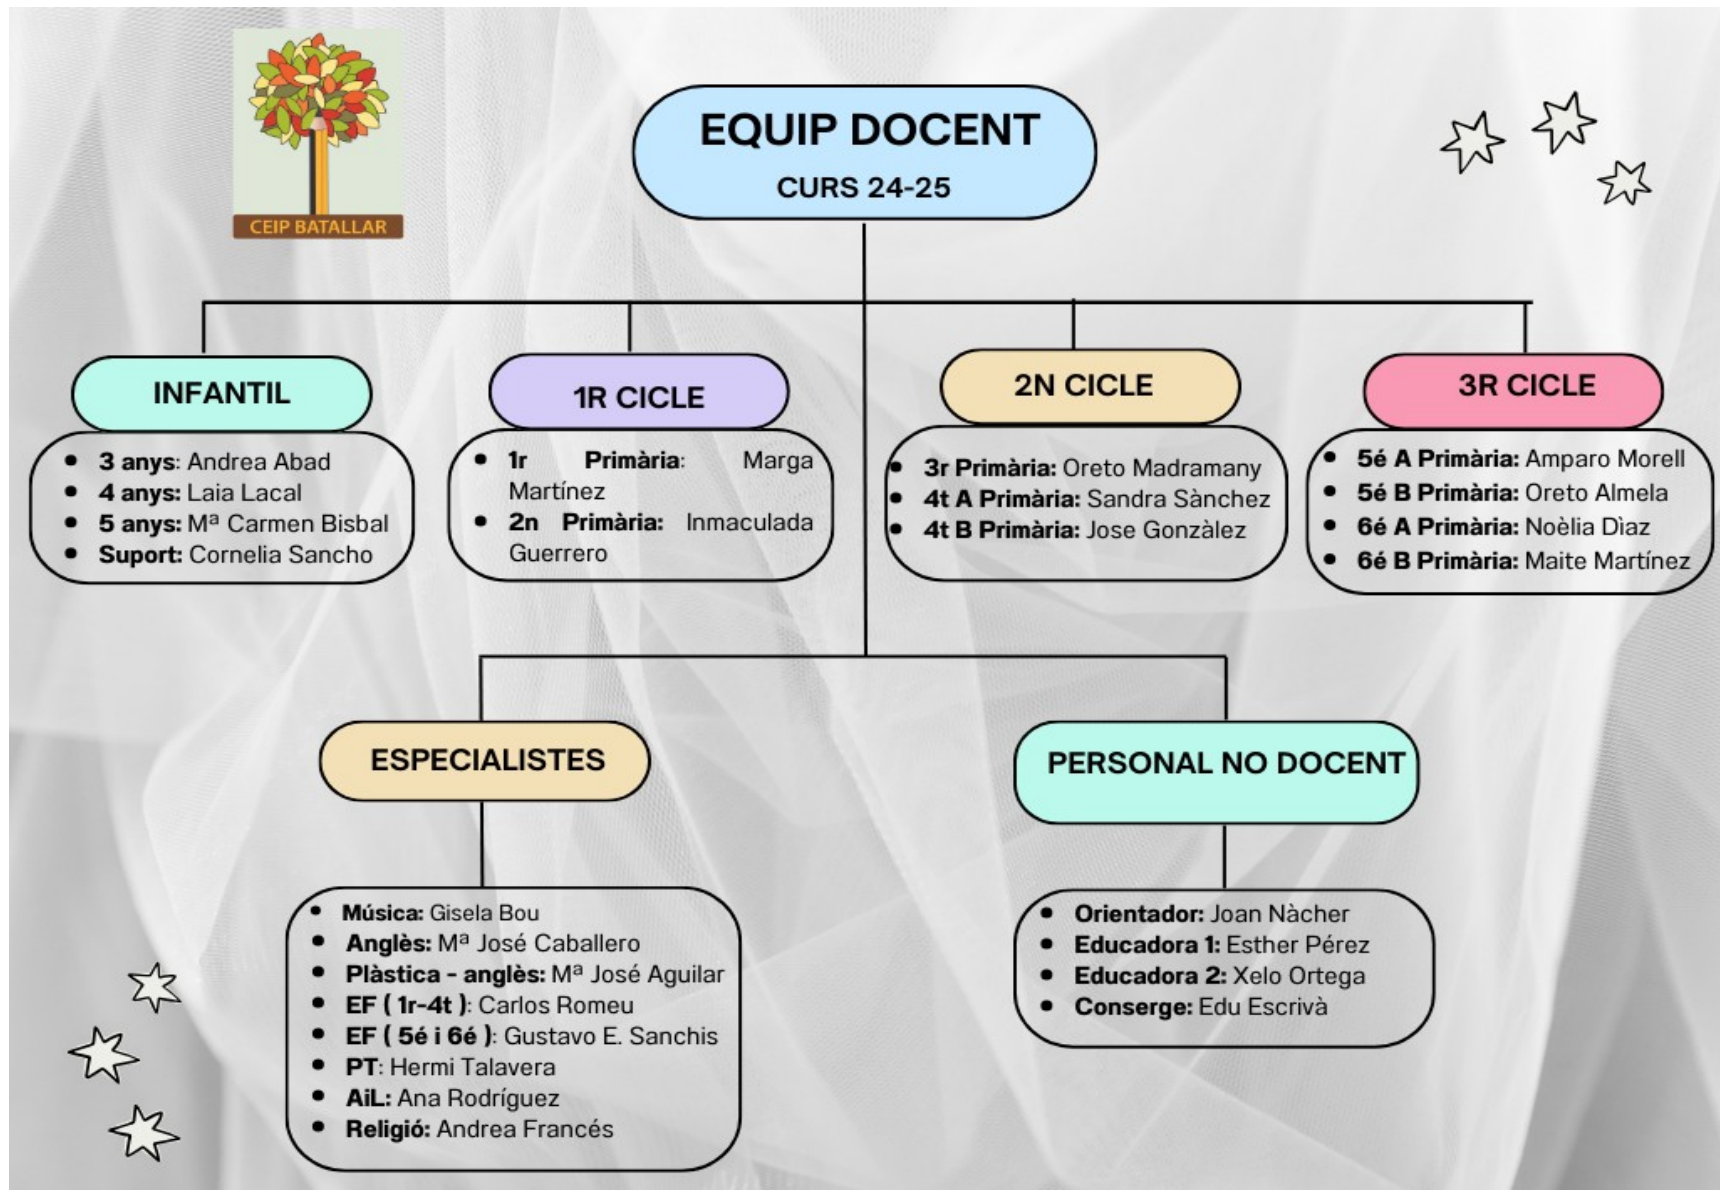 CEIP BATALLAR
EQUIP DOCENT
CURS 24-25
INFANTIL
• 3 anys: Andrea Abad
• 4 anys: Laia Lacal
• 5 anys: Mª Carmen Bisbal
• Suport: Cornelia Sancho
1R CICLE
• 1r Primària: Marga
Martínez
• 2n Primària: Inmaculada
Guerrero
2N CICLE
• 3r Primària: Oreto Madramany
• 4t A Primària: Sandra Sànchez
• 4t B Primària: Jose Gonzàlez
3R CICLE
• 5é A Primària: Amparo Morell
• 5é B Primària: Oreto Almela
• 6é A Primària: Noèlia Dìaz
• 6é B Primària: Maite Martínez
ESPECIALISTES
• Música: Gisela Bou
• Anglès: Mª José Caballero
• Plàstica - anglès: Mª José Aguilar
• EF ( 1r-4t ): Carlos Romeu
• EF ( 5é i 6é ): Gustavo E. Sanchis
• PT: Hermi Talavera
• AiL: Ana Rodríguez
• Religió: Andrea Francés
PERSONAL NO DOCENT
• Orientador: Joan Nàcher
• Educadora 1: Esther Pérez
• Educadora 2: Xelo Ortega
• Conserge: Edu Escrivà